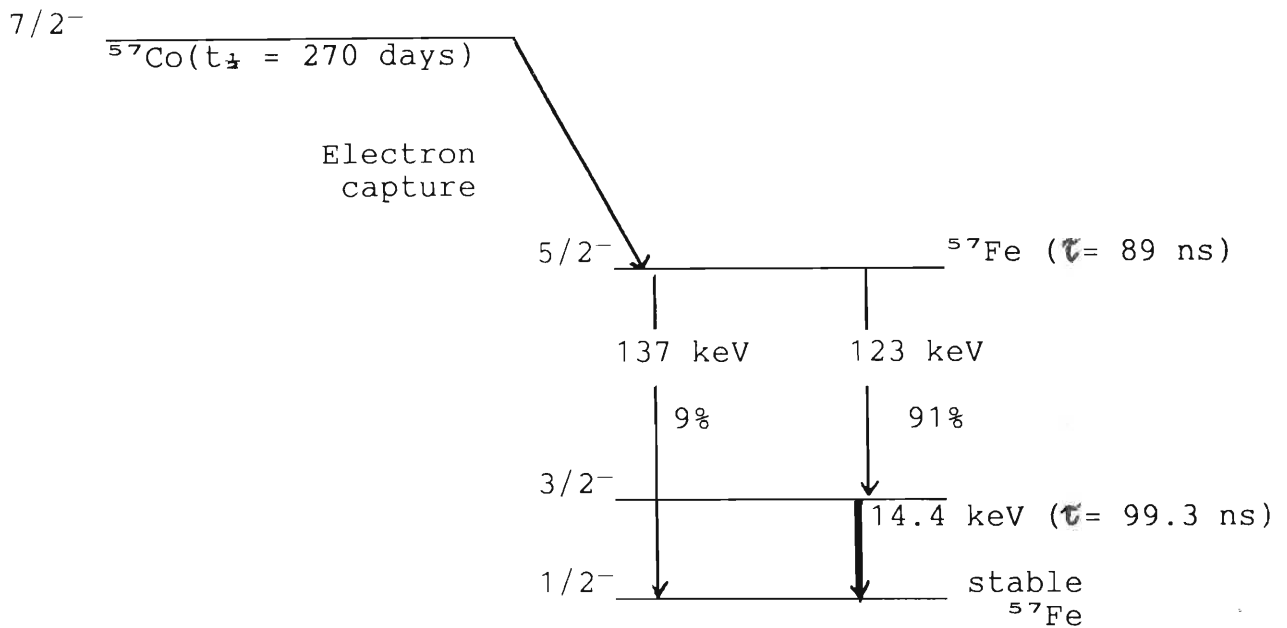 7/2⁻
⁵⁷Co(t½ = 270 days)
Electron
capture
5/2⁻
⁵⁷Fe (τ= 89 ns)
137 keV
123 keV
9%
91%
3/2⁻
14.4 keV (τ= 99.3 ns)
1/2⁻
stable
⁵⁷Fe